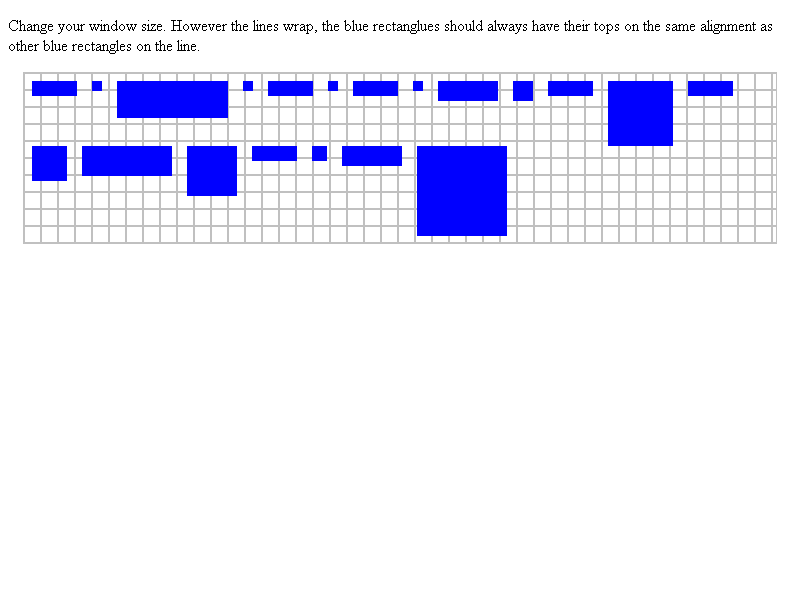 Change your window size. However the lines wrap, the blue rectanglues should always have their tops on the same alignment as
other blue rectangles on the line.